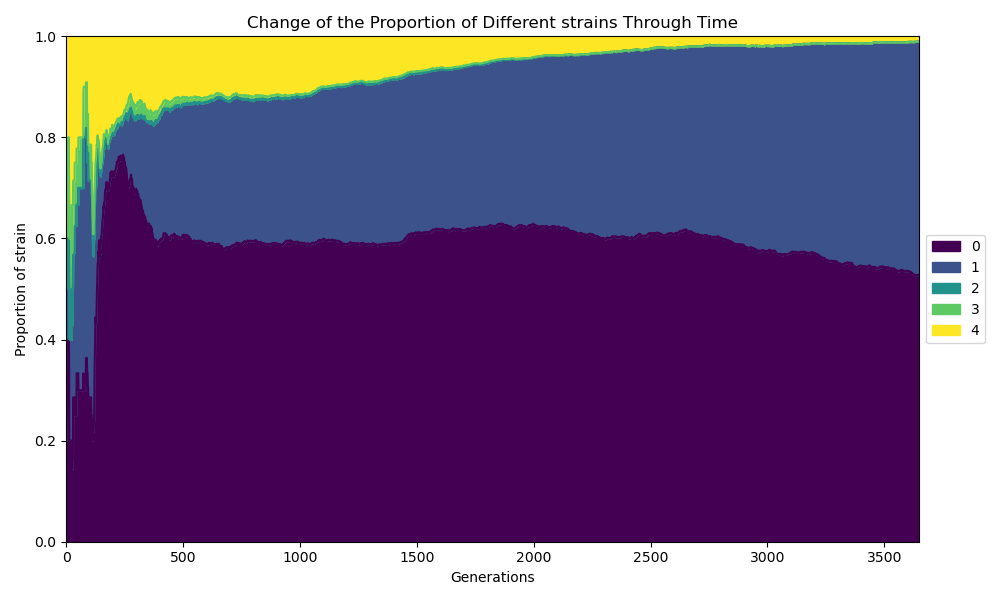 Change of the Proportion of Different strains Through Time
Proportion of strain
1.0
0.8
0.6
0.4
0.2
0.0
0 500 1000 1500 2000 2500 3000 3500
Generations
0
1
2
3
4